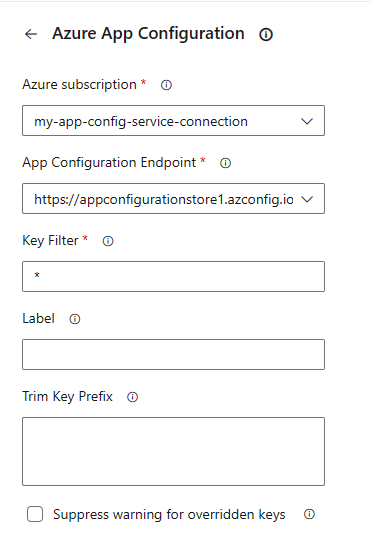 Azure App Configuration
Azure subscription *
my-app-config-service-connection
App Configuration Endpoint *
https://appconfigurationstore1.azconfig.io
Key Filter *
*
Label
Trim Key Prefix
Suppress warning for overridden keys